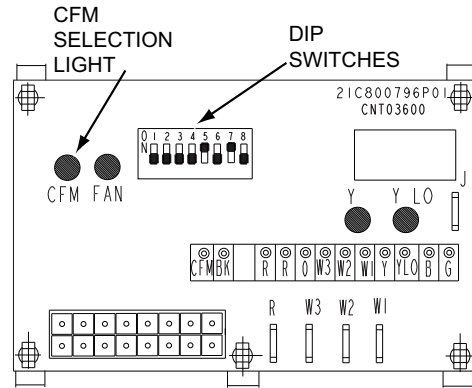 CFM
SELECTION
LIGHT
DIP
SWITCHES
21C800796P01
CNT03600
ON 1 2 3 4 5 6 7 8
CFM FAN
Y Y LO J
CFM BK R R O W3 W2 W1 Y YLO B G
R W3 W2 W1